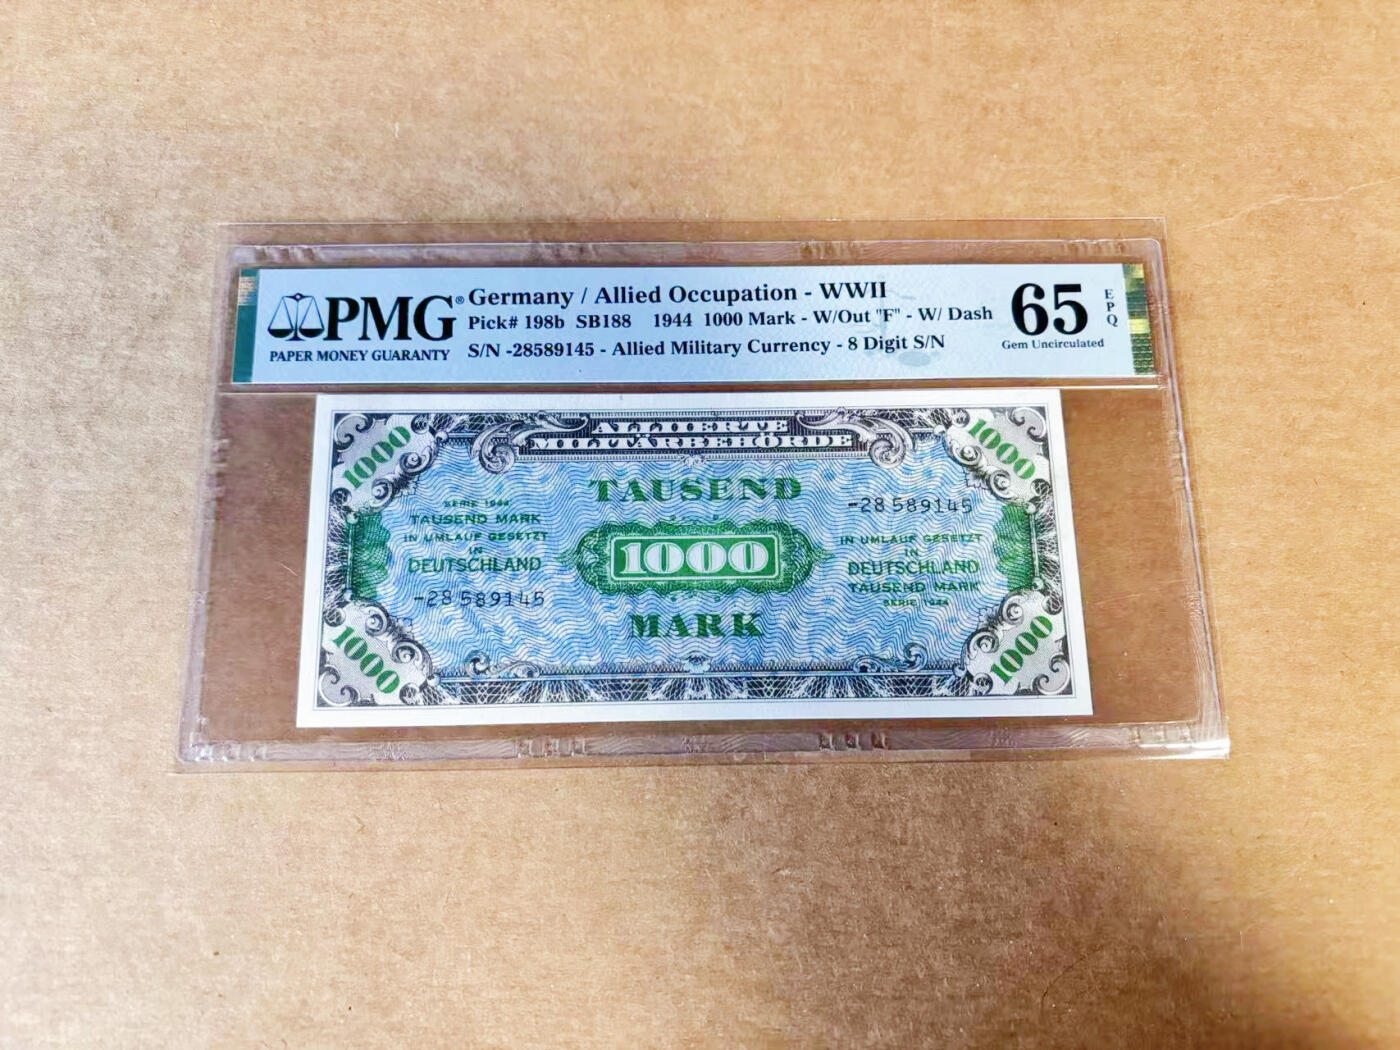 PMG®
PAPER MONEY GUARANTY
Germany / Allied Occupation - WWII
Pick# 198b SB188 1944 1000 Mark - W/Out "F" - W/ Dash
S/N -28589145 - Allied Military Currency - 8 Digit S/N
65
EPQ
Gem Uncirculated
ALLIIERTE
MILITÄRBEHÖRDE
1000
1000
TAUSEND
1000
MARK
SERIE 1944
TAUSEND MARK
IN UMLAUF GESETZT
IN
DEUTSCHLAND
-28589145
-28589145
IN UMLAUF GESETZT
IN
DEUTSCHLAND
TAUSEND MARK
SERIE 1944
1000
1000